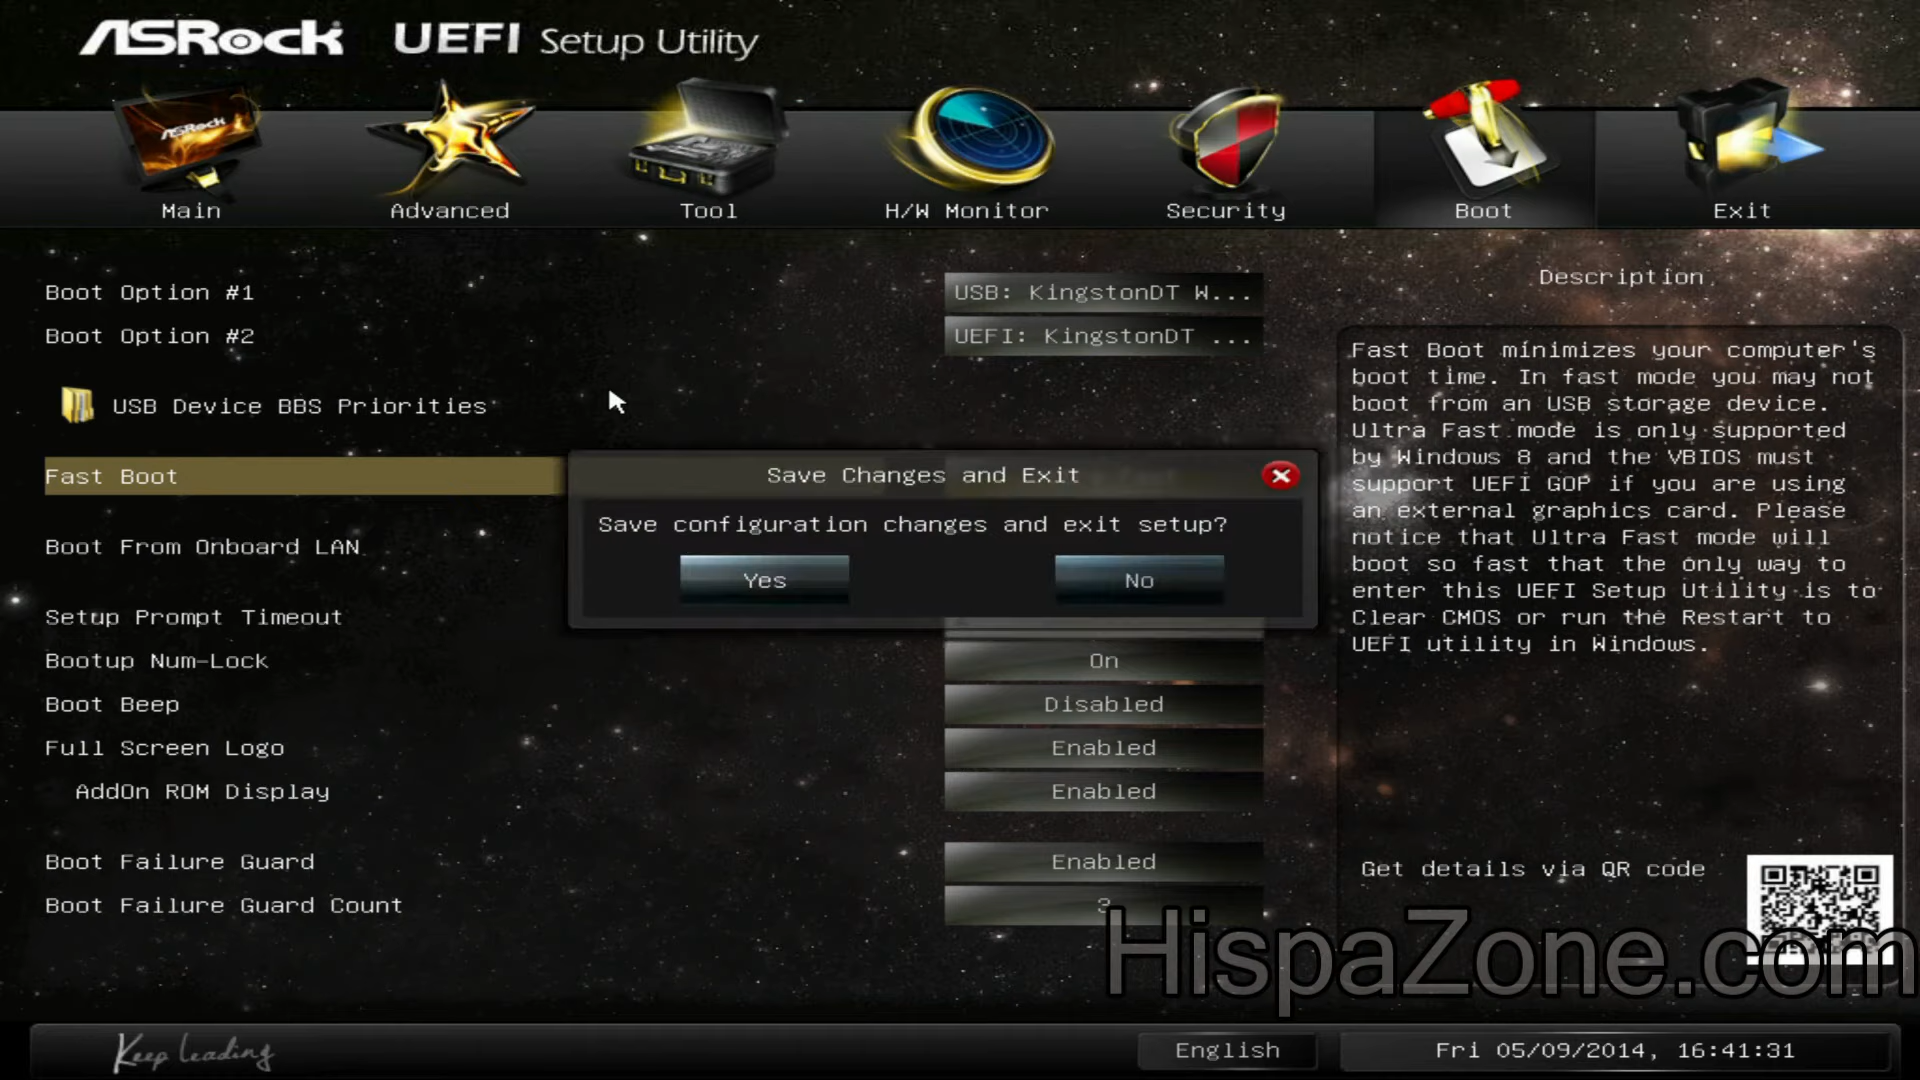 ASRock UEFI Setup Utility
ASRock
Main
Advanced
Tool
H/W Monitor
Security
Boot
Exit
Boot Option #1
USB: KingstonDT W...
Boot Option #2
UEFI: KingstonDT ...
USB Device BBS Priorities
Fast Boot
Boot From Onboard LAN
Setup Prompt Timeout
Bootup Num-Lock
On
Boot Beep
Disabled
Full Screen Logo
Enabled
AddOn ROM Display
Enabled
Boot Failure Guard
Enabled
Boot Failure Guard Count
Save Changes and Exit
Save configuration changes and exit setup?
Yes
No
Description
Fast Boot minimizes your computer's
boot time. In fast mode you may not
boot from an USB storage device.
Ultra Fast mode is only supported
by Windows 8 and the VBIOS must
support UEFI GOP if you are using
an external graphics card. Please
notice that Ultra Fast mode will
boot so fast that the only way to
enter this UEFI Setup Utility is to
Clear CMOS or run the Restart to
UEFI utility in Windows.
Get details via QR code
HispaZone.com
Keep leading
English
Fri 05/09/2014, 16:41:31